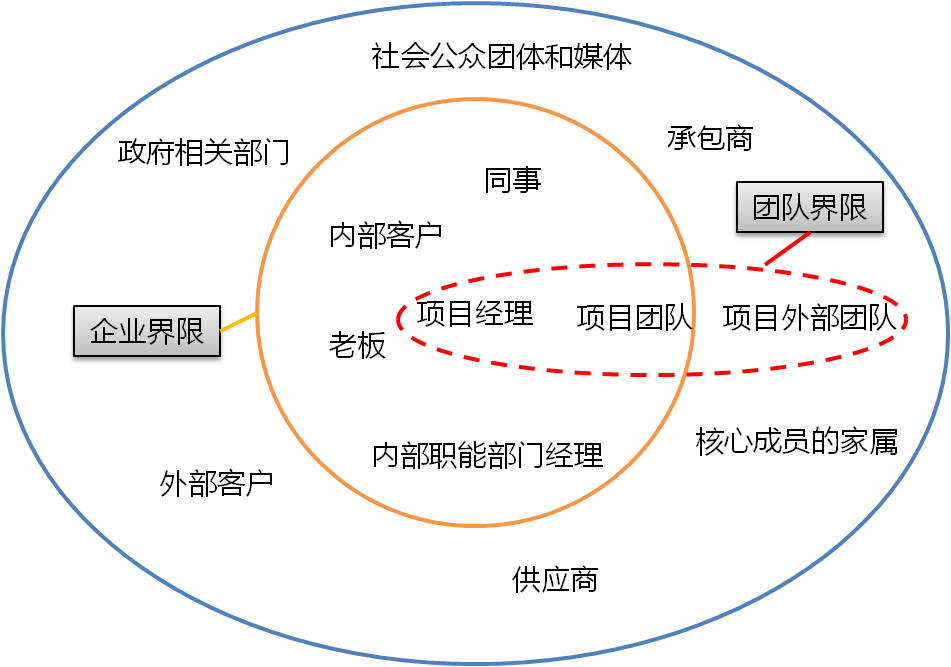 社会公众团体和媒体
承包商
政府相关部门
同事
团队界限
内部客户
项目经理
项目团队
项目外部团队
企业界限
老板
核心成员的家属
内部职能部门经理
外部客户
供应商